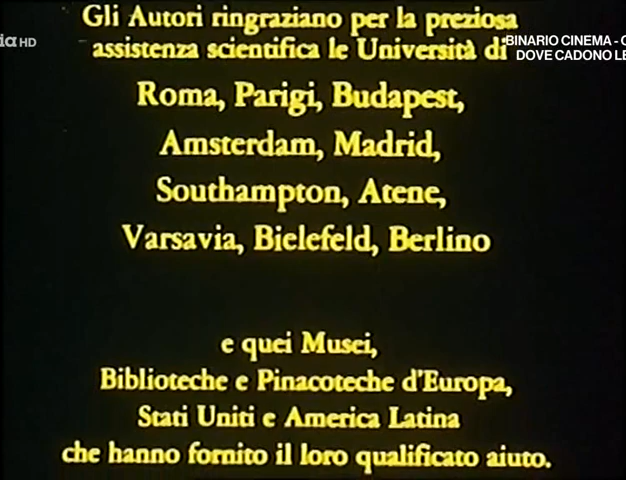 Gli Autori ringraziano per la preziosa
assistenza scientifica le Università di
Roma, Parigi, Budapest,
Amsterdam, Madrid,
Southampton, Atene,
Varsavia, Bielefeld, Berlino
e quei Musei,
Biblioteche e Pinacoteche d'Europa,
Stati Uniti e America Latina
che hanno fornito il loro qualificato aiuto.
HD
BINARIO CINEMA -
DOVE CADONO